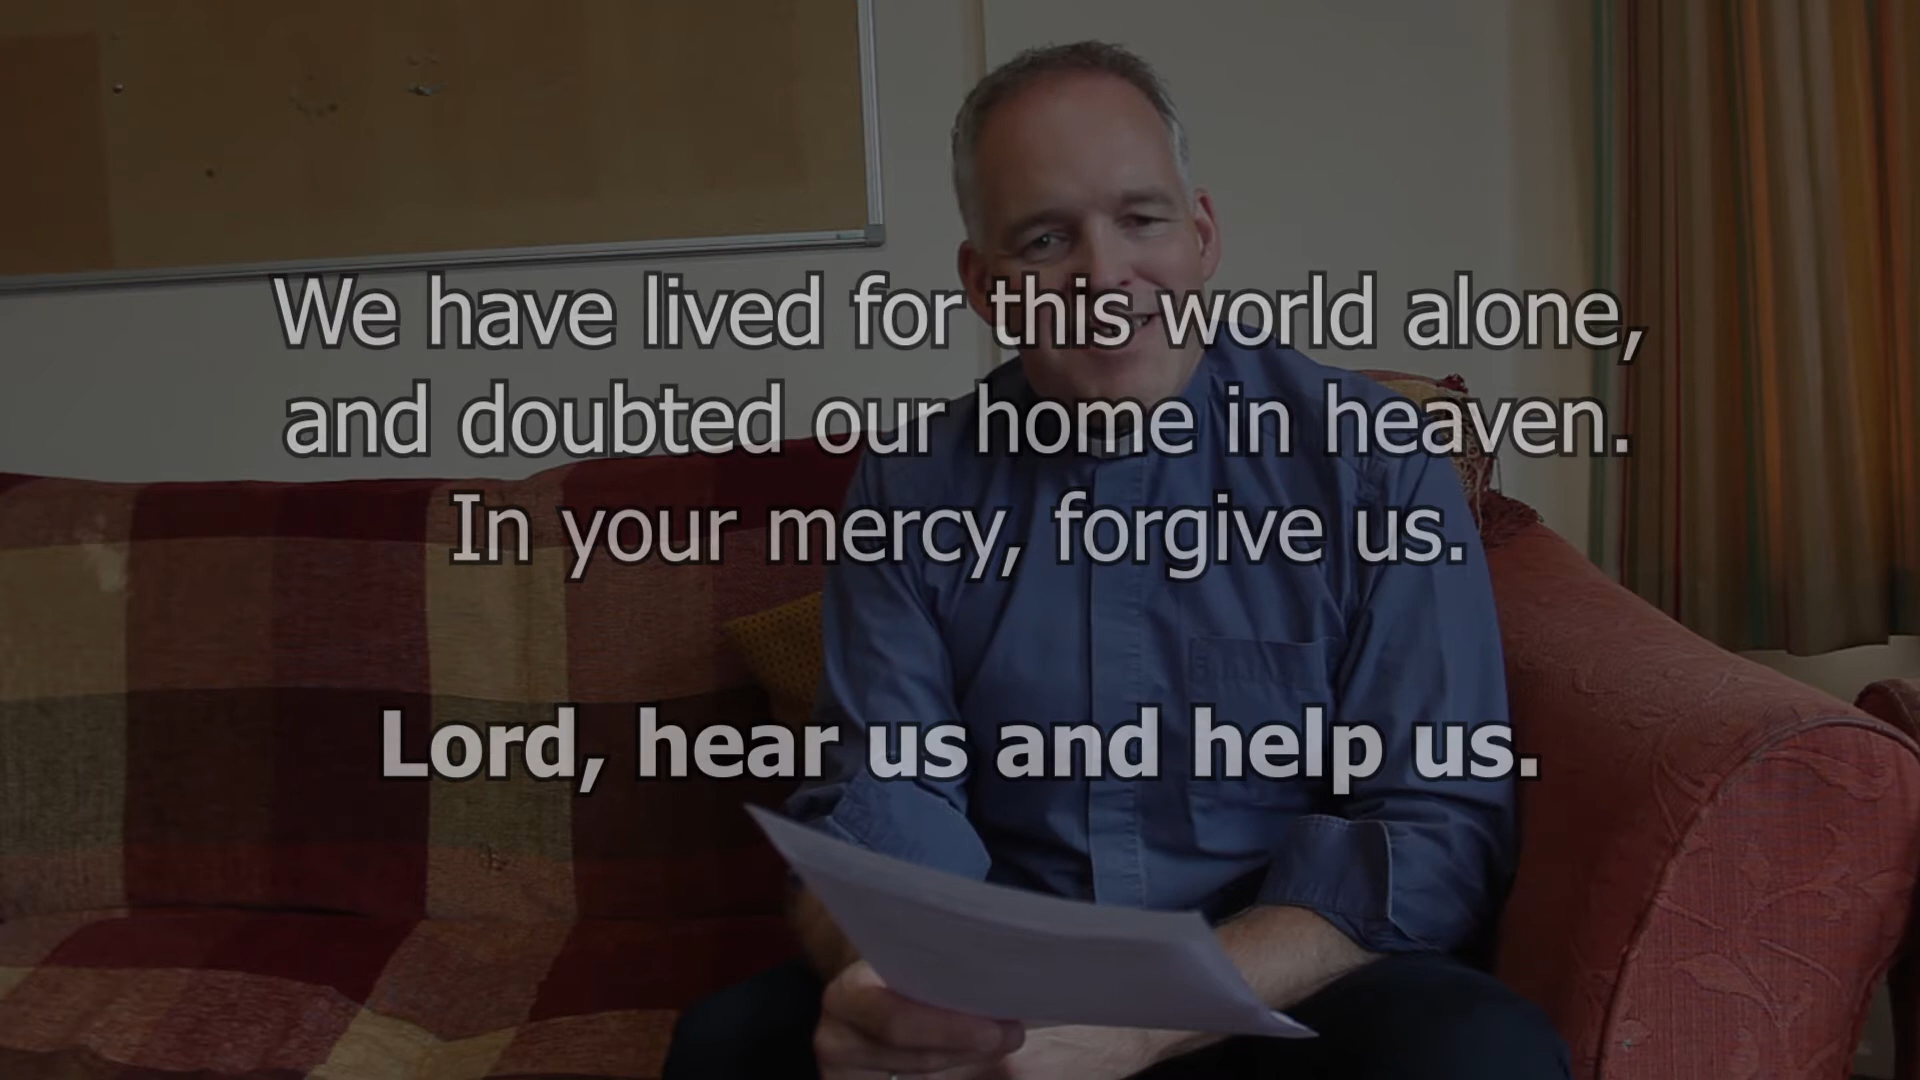 We have lived for this world alone,
and doubted our home in heaven.
In your mercy, forgive us.
Lord, hear us and help us.